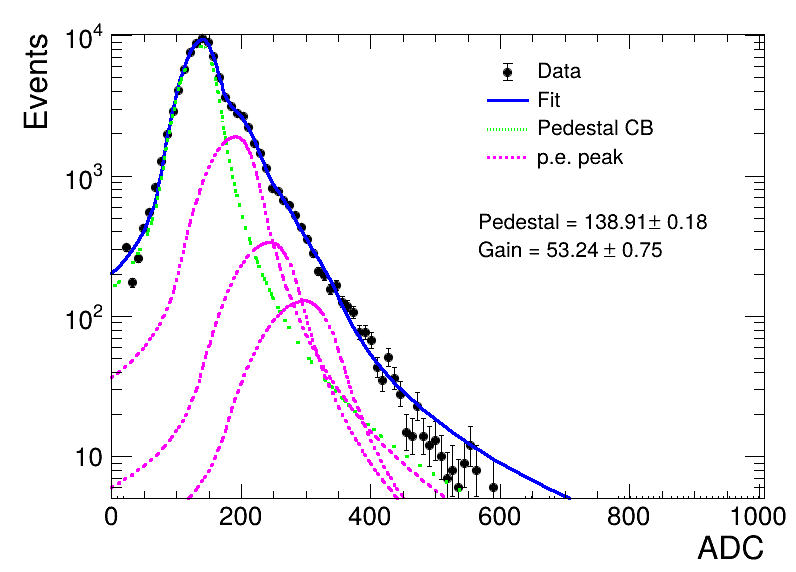 Events
10^4
10^3
10^2
10
0 200 400 600 800 1000
ADC
Data
Fit
Pedestal CB
p.e. peak
Pedestal = 138.91± 0.18
Gain = 53.24 ± 0.75